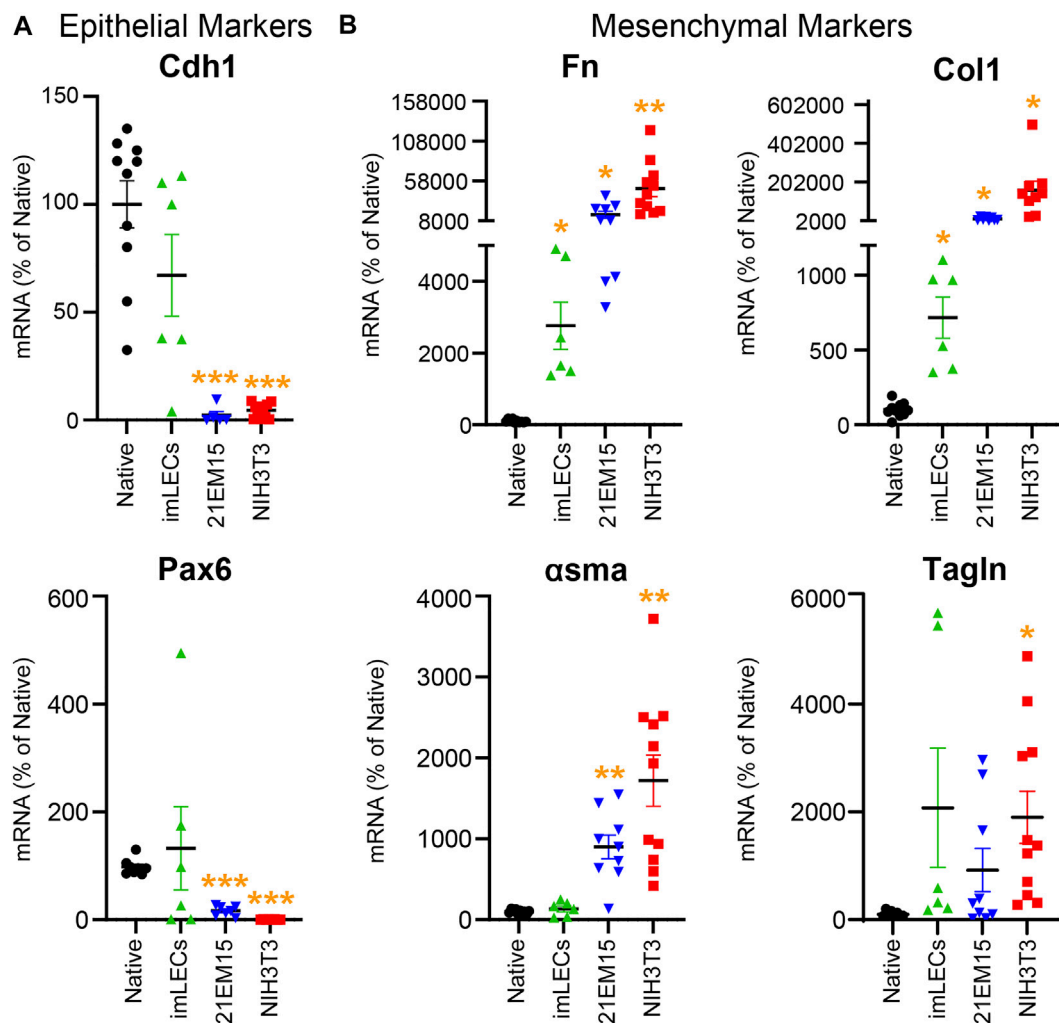 A Epithelial Markers
B Mesenchymal Markers
Cdh1
mRNA (% of Native)
150
100
50
0
***
***
Native
imLECs
21EM15
NIH3T3
Fn
mRNA (% of Native)
158000
108000
58000
8000
4000
2000
0
*
*
**
Native
imLECs
21EM15
NIH3T3
Col1
mRNA (% of Native)
602000
402000
202000
2000
1000
500
0
*
*
*
Native
imLECs
21EM15
NIH3T3
Pax6
mRNA (% of Native)
600
400
200
0
***
***
Native
imLECs
21EM15
NIH3T3
αsma
mRNA (% of Native)
4000
3000
2000
1000
0
**
**
Native
imLECs
21EM15
NIH3T3
Tagln
mRNA (% of Native)
6000
4000
2000
0
*
Native
imLECs
21EM15
NIH3T3